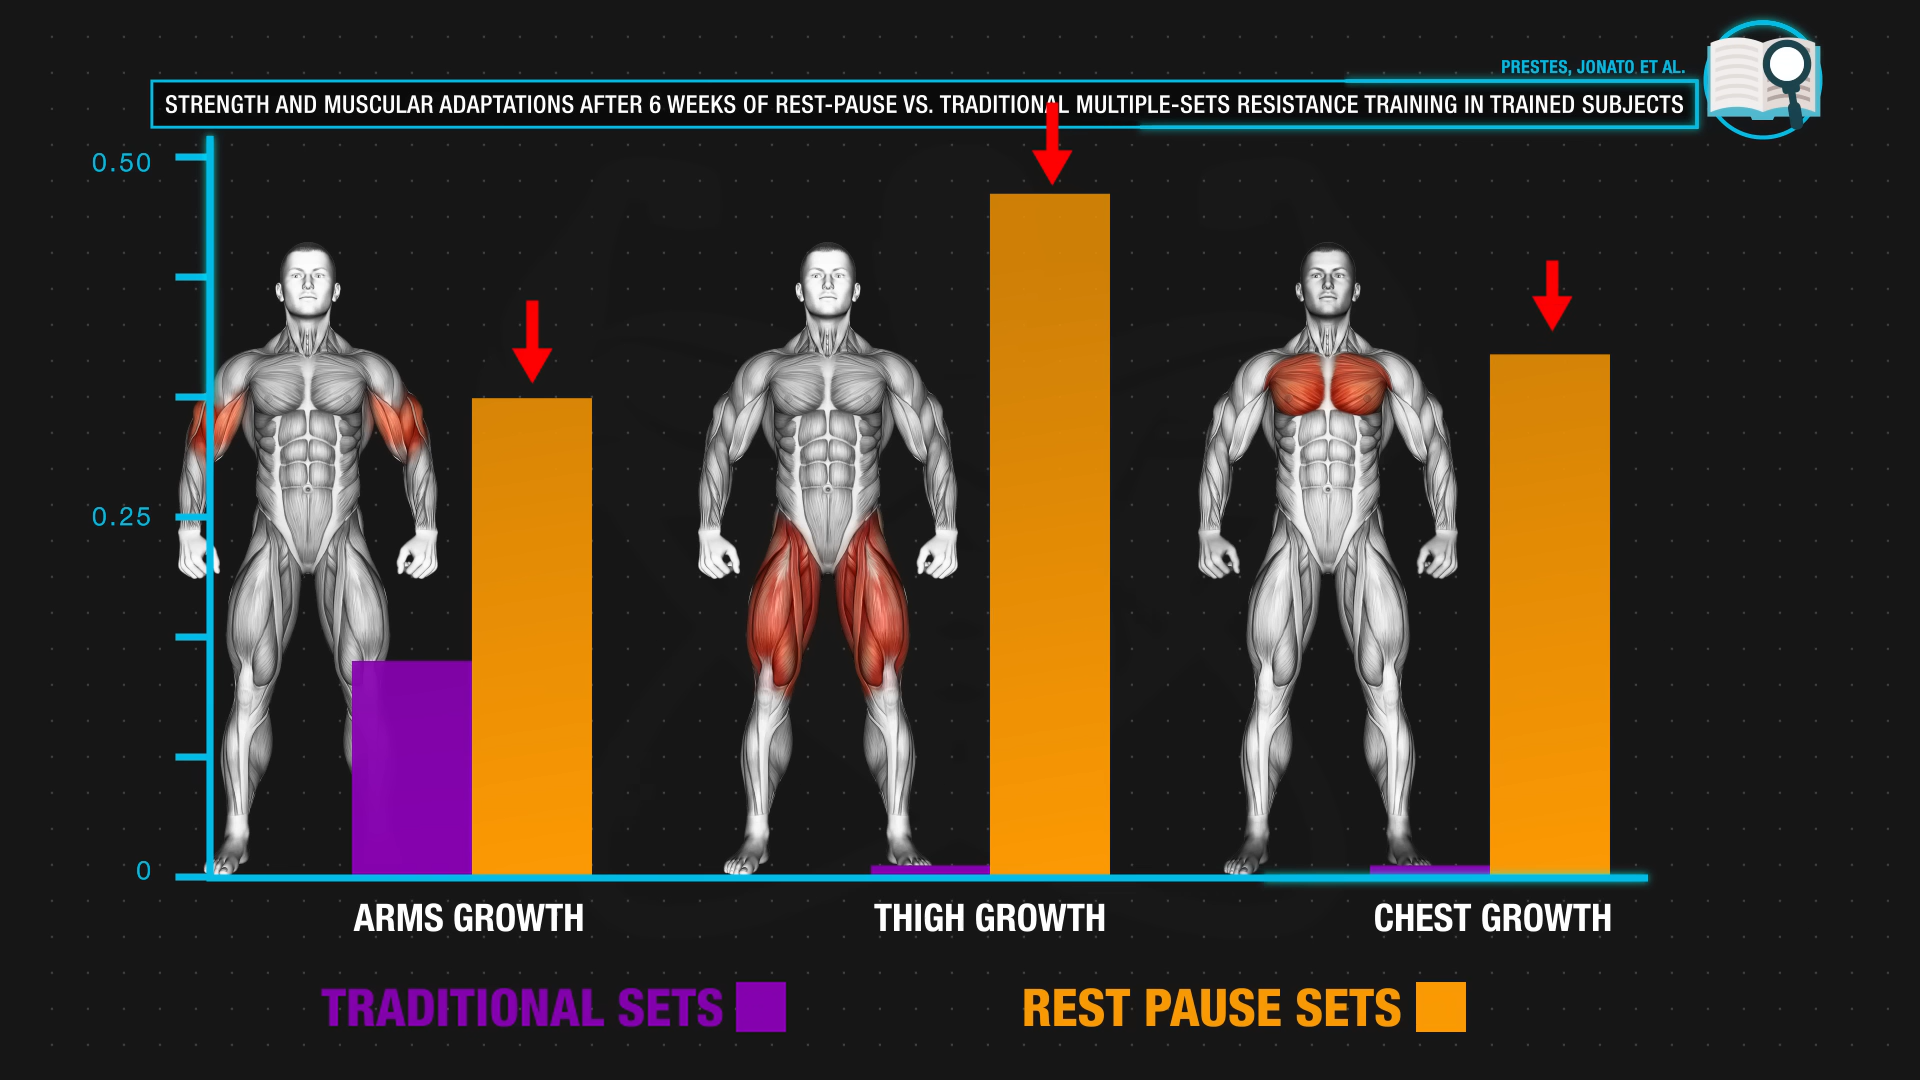 PRESTES, JONATO ET AL.
STRENGTH AND MUSCULAR ADAPTATIONS AFTER 6 WEEKS OF REST-PAUSE VS. TRADITIONAL MULTIPLE-SETS RESISTANCE TRAINING IN TRAINED SUBJECTS
0.50
0.25
0
ARMS GROWTH
THIGH GROWTH
CHEST GROWTH
TRADITIONAL SETS
REST PAUSE SETS